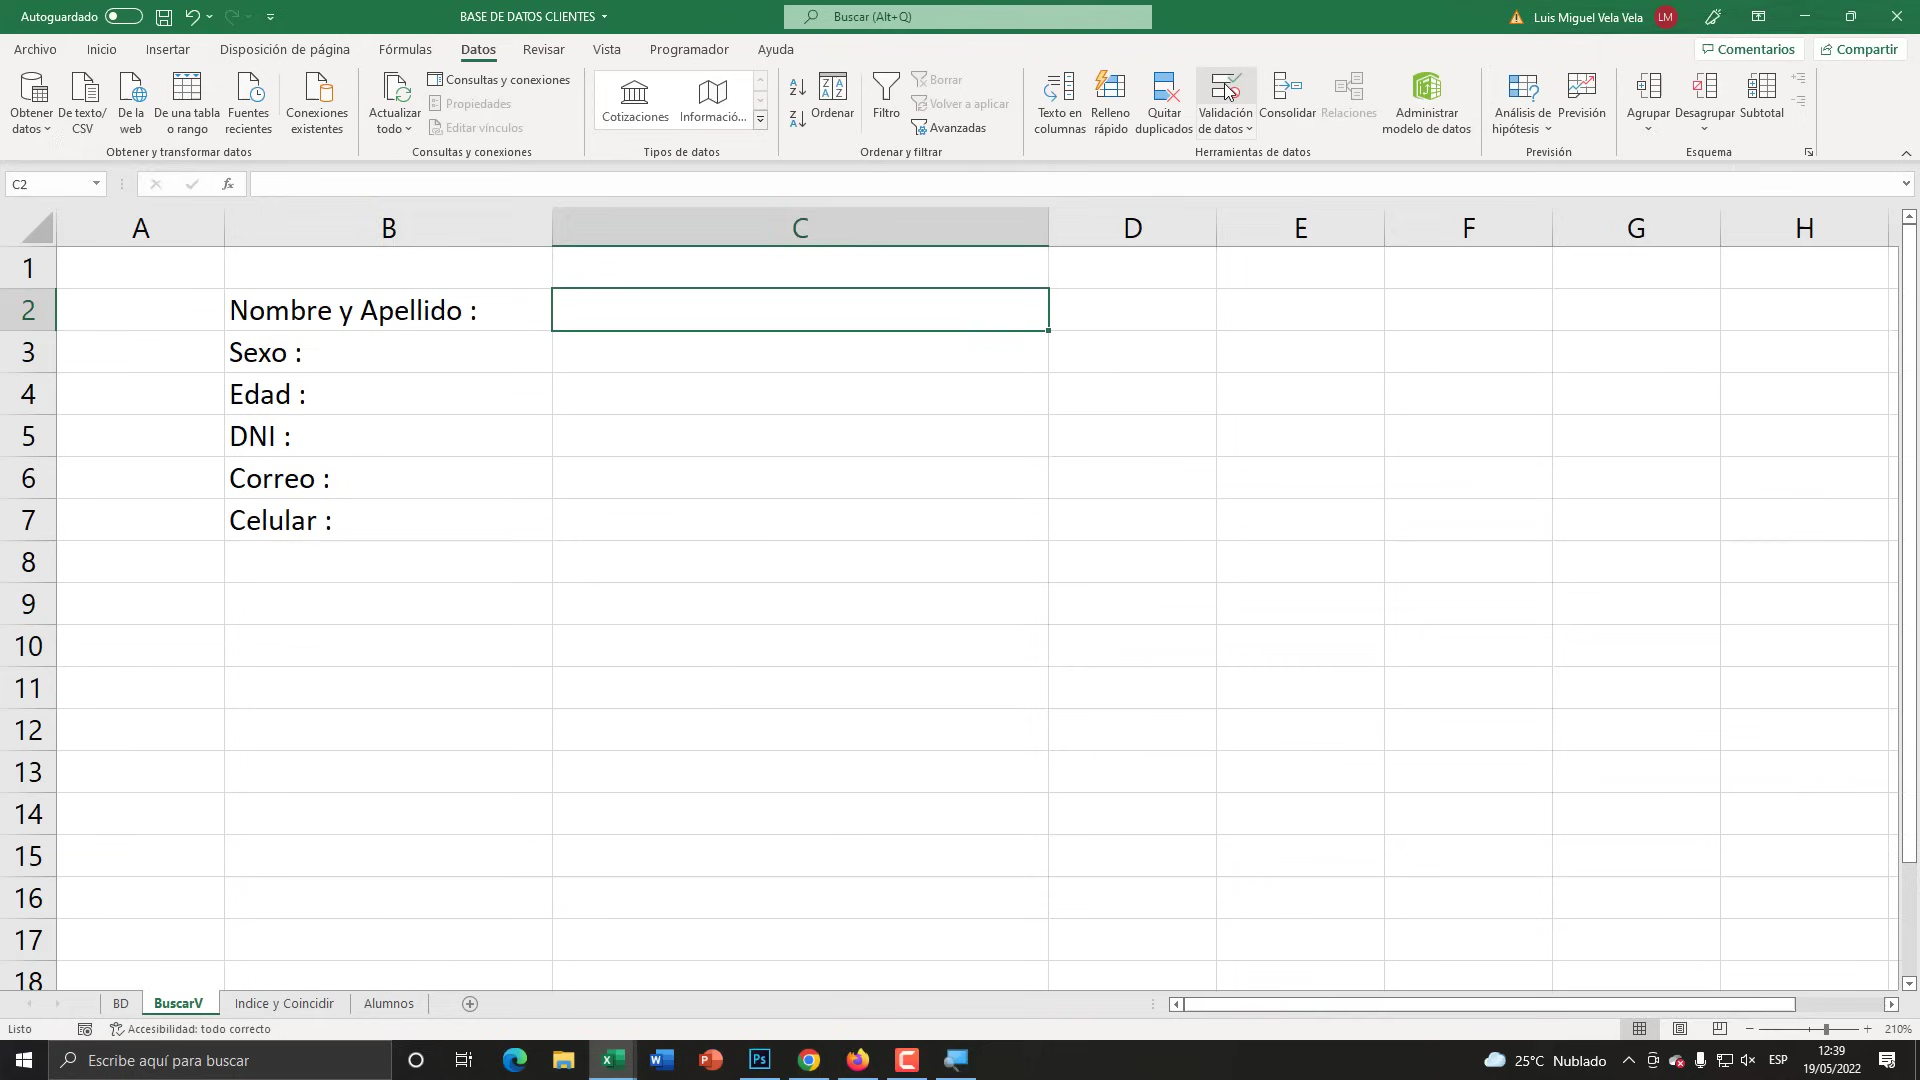 Autoguardado
BASE DE DATOS CLIENTES
Buscar (Alt+Q)
Luis Miguel Vela Vela
LM
Archivo Inicio Insertar Disposición de página Fórmulas Datos Revisar Vista Programador Ayuda
Comentarios
Compartir
Obtener datos
De texto/CSV
De la web
De una tabla o rango
Fuentes recientes
Conexiones existentes
Obtener y transformar datos
Actualizar todo
Consultas y conexiones
Propiedades
Editar vínculos
Consultas y conexiones
Cotizaciones
Informació...
Tipos de datos
Ordenar
Filtro
Borrar
Volver a aplicar
Avanzadas
Ordenar y filtrar
Texto en columnas
Relleno rápido
Quitar duplicados
Validación de datos
Consolidar
Relaciones
Administrar modelo de datos
Herramientas de datos
Análisis de hipótesis
Previsión
Previsión
Agrupar
Desagrupar
Subtotal
Esquema
C2
fx
A B C D E F G H
1
2 Nombre y Apellido :
3 Sexo :
4 Edad :
5 DNI :
6 Correo :
7 Celular :
8
9
10
11
12
13
14
15
16
17
18
BD BuscarV Indice y Coincidir Alumnos
Listo
Accesibilidad: todo correcto
210%
Escribe aquí para buscar
25°C Nublado
ESP
12:39
19/05/2022